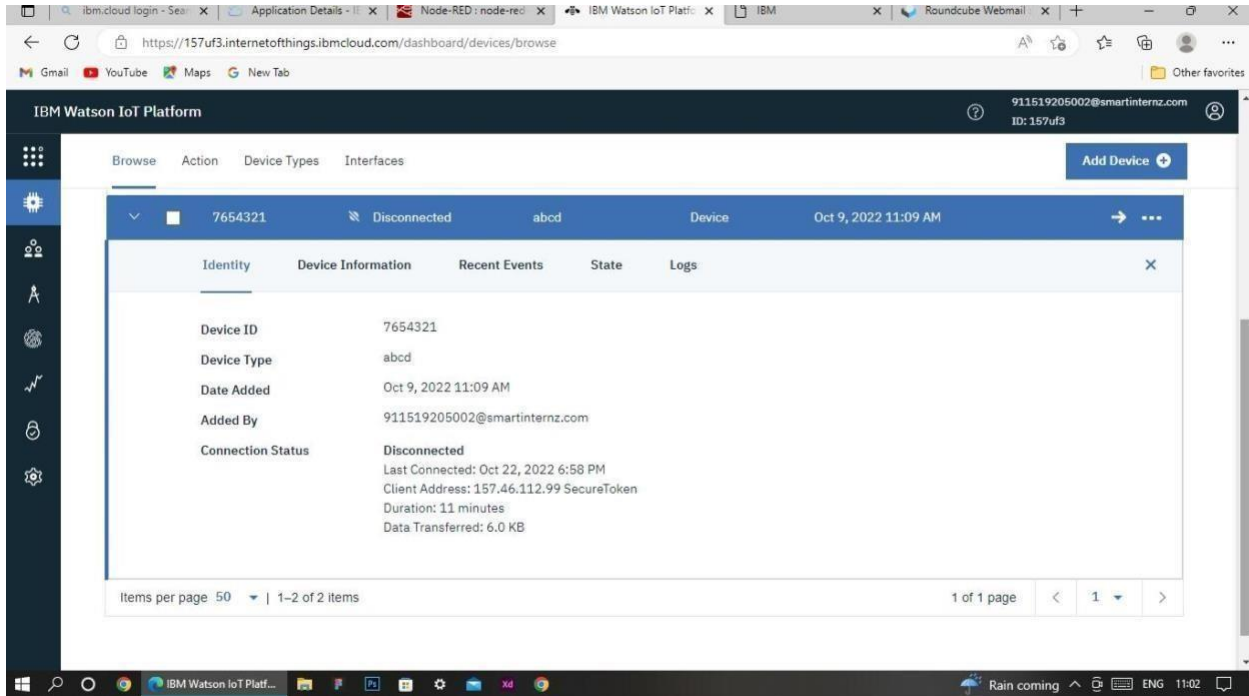 ibm.cloud login - Sear
Application Details - IE
Node-RED : node-red
IBM Watson IoT Platfo
IBM
Roundcube Webmail
https://157uf3.internetofthings.ibmcloud.com/dashboard/devices/browse
Gmail YouTube Maps New Tab Other favorites
IBM Watson IoT Platform
911519205002@smartinternz.com
ID: 157uf3
Browse Action Device Types Interfaces Add Device
7654321 Disconnected abcd Device Oct 9, 2022 11:09 AM
Identity Device Information Recent Events State Logs
Device ID 7654321
Device Type abcd
Date Added Oct 9, 2022 11:09 AM
Added By 911519205002@smartinternz.com
Connection Status Disconnected
Last Connected: Oct 22, 2022 6:58 PM
Client Address: 157.46.112.99 SecureToken
Duration: 11 minutes
Data Transferred: 6.0 KB
Items per page 50 | 1–2 of 2 items 1 of 1 page < 1 >
IBM Watson IoT Platf... Ps Xd Rain coming ENG 11:02